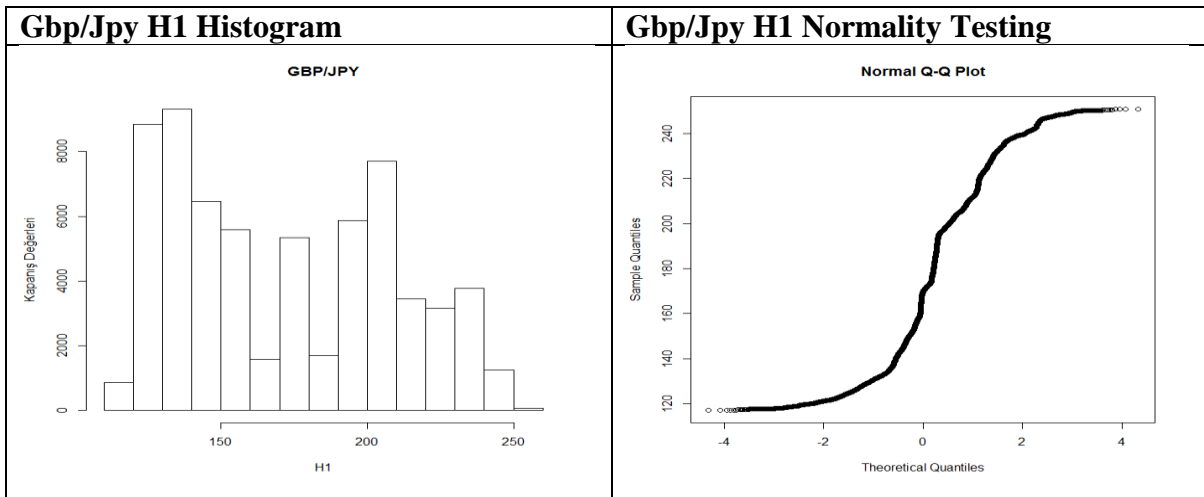 Gbp/Jpy H1 Histogram
Gbp/Jpy H1 Normality Testing
GBP/JPY
Kapanış Değerleri
0 2000 4000 6000 8000
150 200 250
H1
Normal Q-Q Plot
Sample Quantiles
120 140 160 180 200 220 240
-4 -2 0 2 4
Theoretical Quantiles